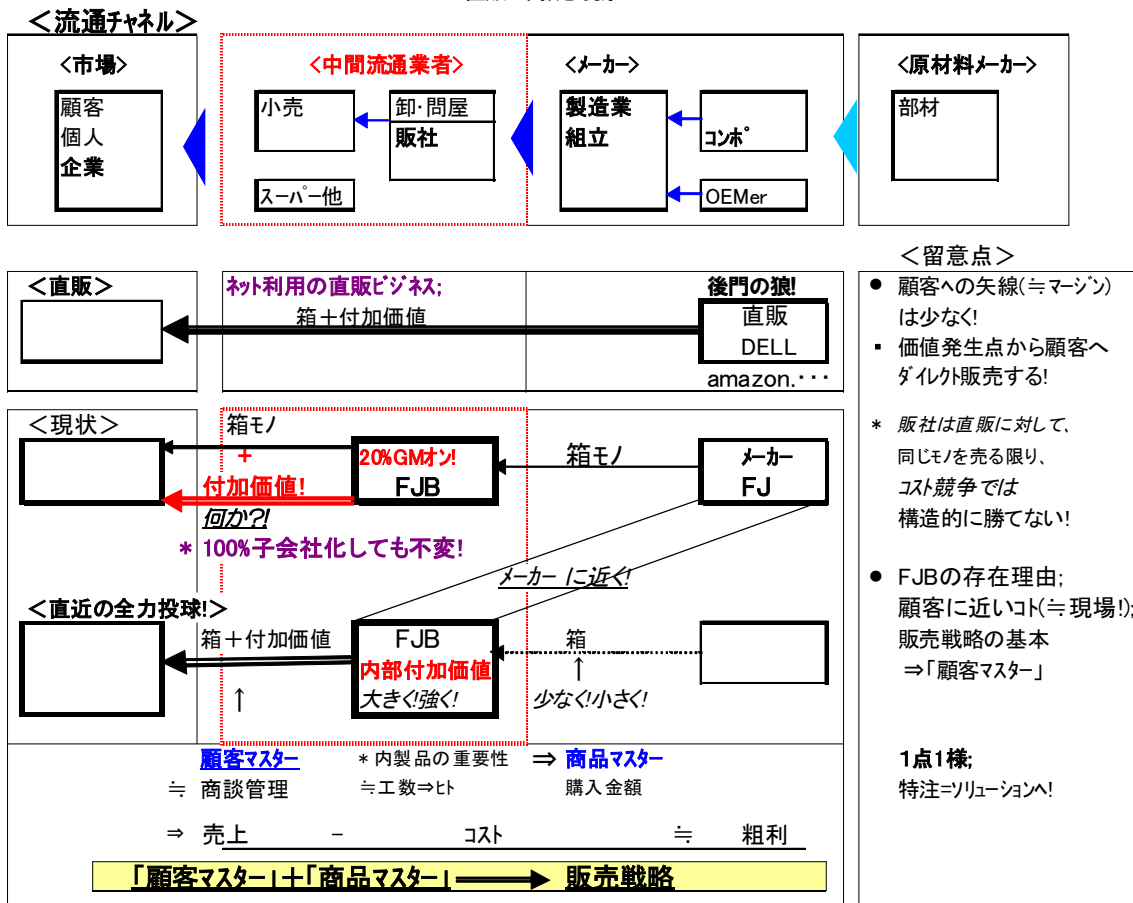 ＜流通ﾁｬﾈﾙ＞
<市場>
<中間流通業者>
<ﾒｰｶｰ>
<原材料ﾒｰｶｰ>
顧客
個人
企業
小売
卸・問屋
販社
ｽｰﾊﾟｰ他
製造業
組立
ｺﾝﾎﾟ
OEMer
部材
＜直販＞
ﾈｯﾄ利用の直販ﾋﾞｼﾞﾈｽ;
箱＋付加価値
後門の狼!
直販
DELL
amazon.・・・
＜現状＞
箱ﾓﾉ
+
付加価値!
何か?!
20%GMオン!
FJB
箱ﾓﾉ
ﾒｰｶｰ
FJ
* 100%子会社化しても不変!
ﾒｰｶｰ に近く!
＜直近の全力投球!＞
箱＋付加価値
↑
FJB
内部付加価値
大きく!強く!
箱
↑
少なく!小さく!
顧客ﾏｽﾀｰ
* 内製品の重要性
⇒ 商品ﾏｽﾀｰ
≒ 商談管理
≒工数⇒ﾋﾄ
購入金額
⇒ 売上 － ｺｽﾄ ≒ 粗利
「顧客ﾏｽﾀｰ」＋「商品ﾏｽﾀｰ」 販売戦略
＜留意点＞
● 顧客への矢線(≒ﾏｰｼﾞﾝ)
は少なく!
▪ 価値発生点から顧客へ
ﾀﾞｲﾚｸﾄ販売する!
* 販社は直販に対して、
同じﾓﾉを売る限り、
ｺｽﾄ競争では
構造的に勝てない!
● FJBの存在理由;
顧客に近いｺﾄ(≒現場!);
販売戦略の基本
⇒「顧客ﾏｽﾀｰ」
1点1様;
特注=ｿﾘｭｰｼｮﾝへ!